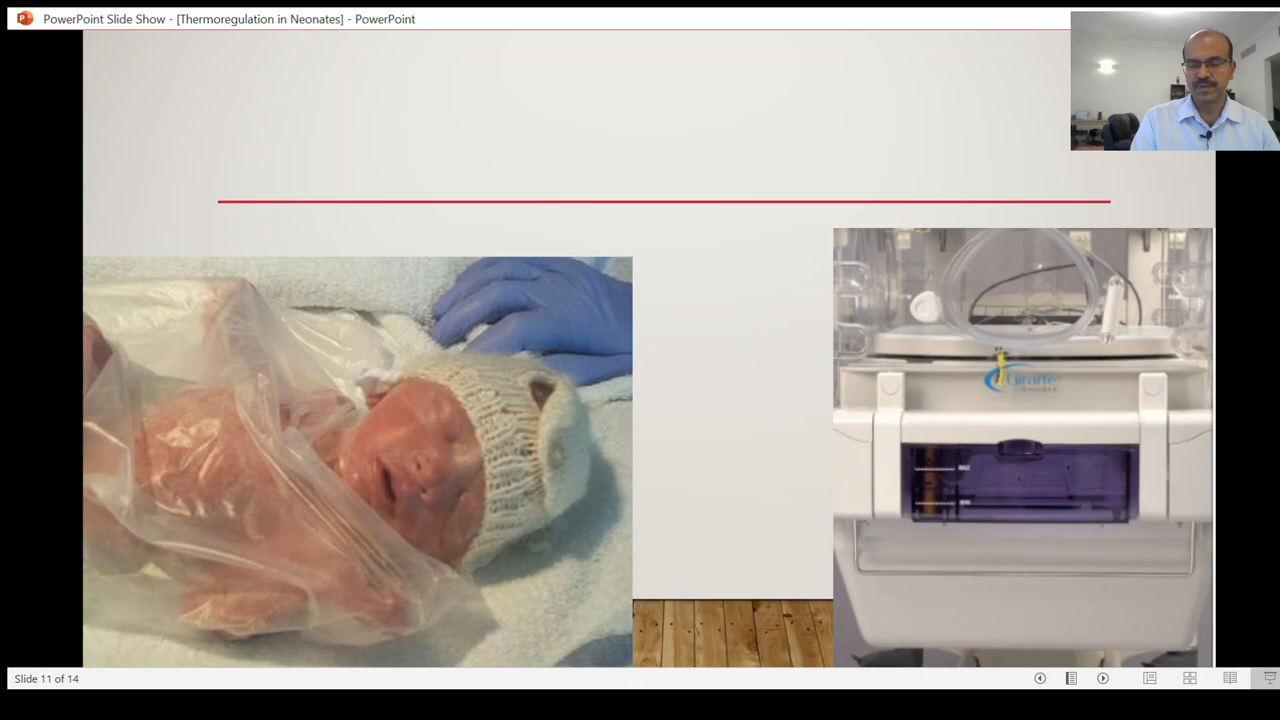 PowerPoint Slide Show - [Thermoregulation in Neonates] - PowerPoint
Giraffe
Slide 11 of 14